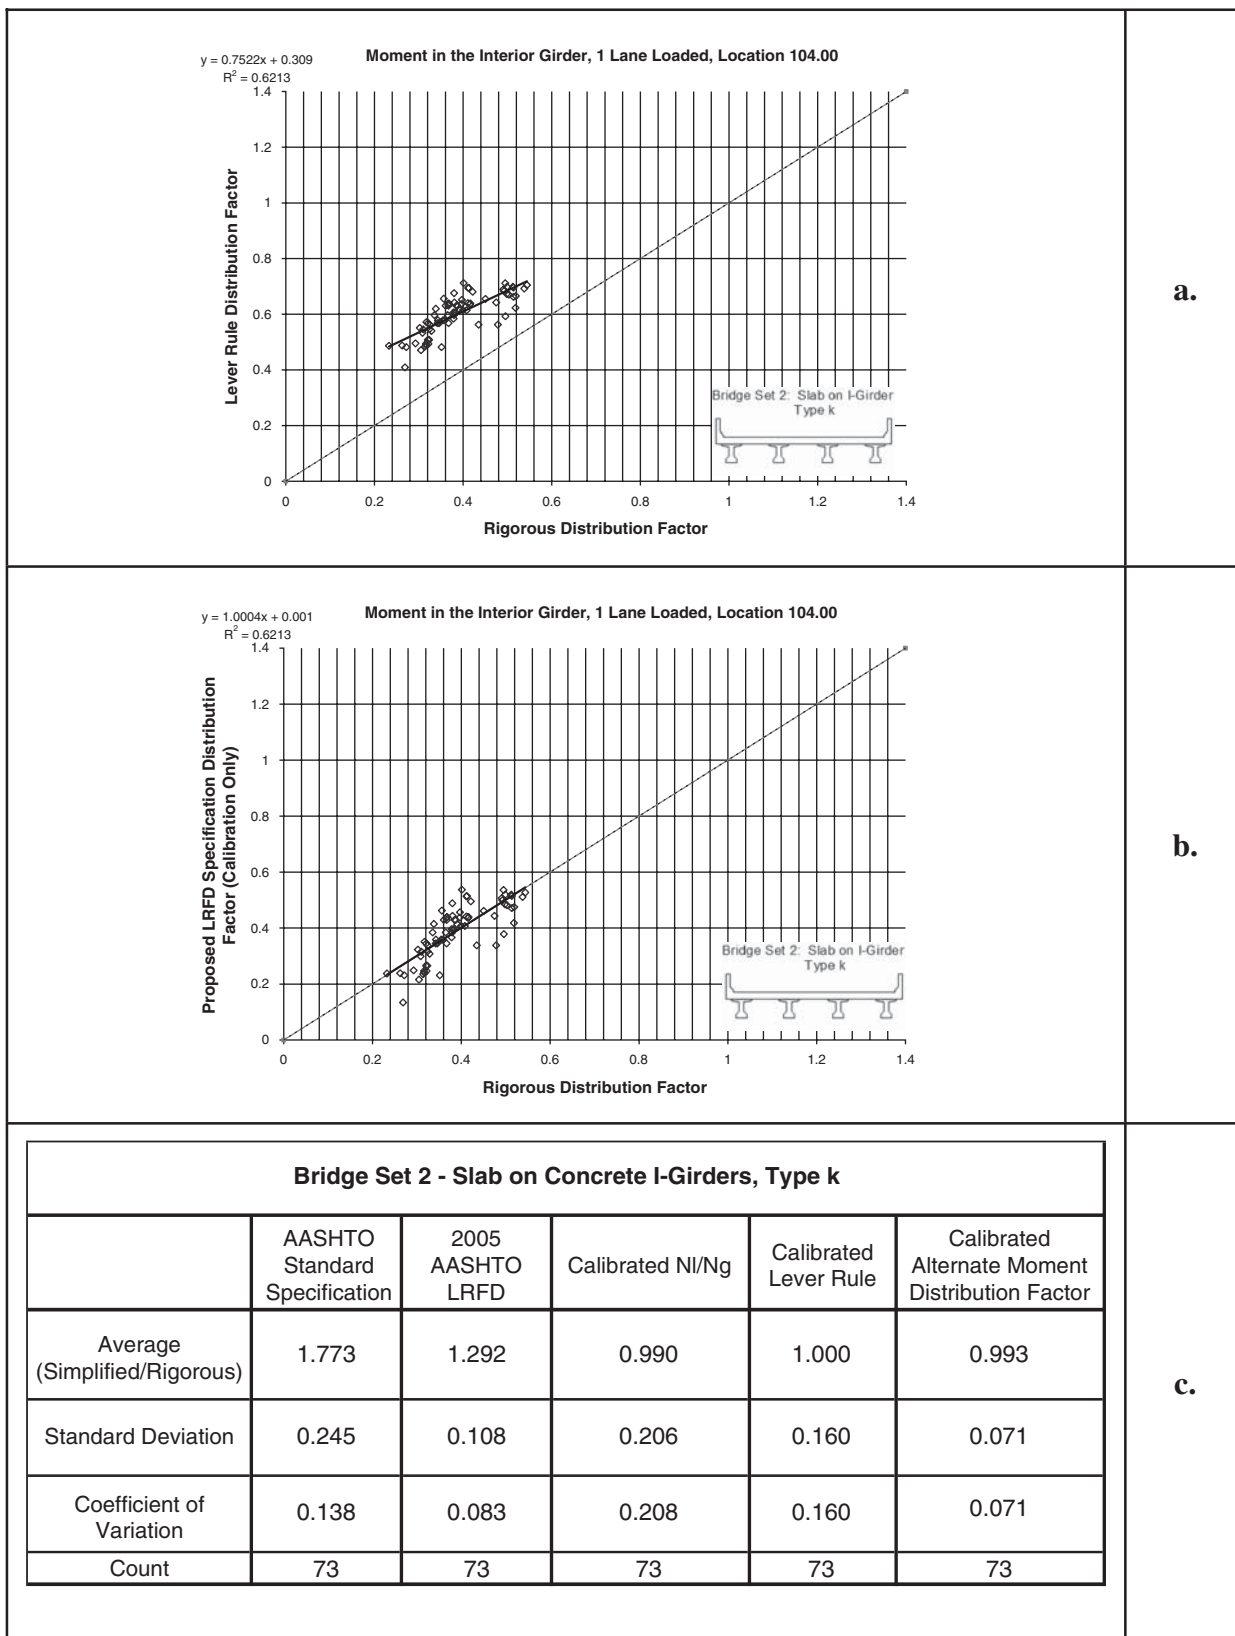 y = 0.7522x + 0.309
R² = 0.6213
Moment in the Interior Girder, 1 Lane Loaded, Location 104.00
Lever Rule Distribution Factor
1.4
1.2
1
0.8
0.6
0.4
0.2
0
0 0.2 0.4 0.6 0.8 1 1.2 1.4
Rigorous Distribution Factor
Bridge Set 2: Slab on I-Girder
Type k
a.
y = 1.0004x + 0.001
R² = 0.6213
Moment in the Interior Girder, 1 Lane Loaded, Location 104.00
Proposed LRFD Specification Distribution
Factor (Calibration Only)
1.4
1.2
1
0.8
0.6
0.4
0.2
0
0 0.2 0.4 0.6 0.8 1 1.2 1.4
Rigorous Distribution Factor
Bridge Set 2: Slab on I-Girder
Type k
b.
Bridge Set 2 - Slab on Concrete I-Girders, Type k
AASHTO Standard Specification
2005 AASHTO LRFD
Calibrated Nl/Ng
Calibrated Lever Rule
Calibrated Alternate Moment Distribution Factor
Average (Simplified/Rigorous) 1.773 1.292 0.990 1.000 0.993
Standard Deviation 0.245 0.108 0.206 0.160 0.071
Coefficient of Variation 0.138 0.083 0.208 0.160 0.071
Count 73 73 73 73 73
c.